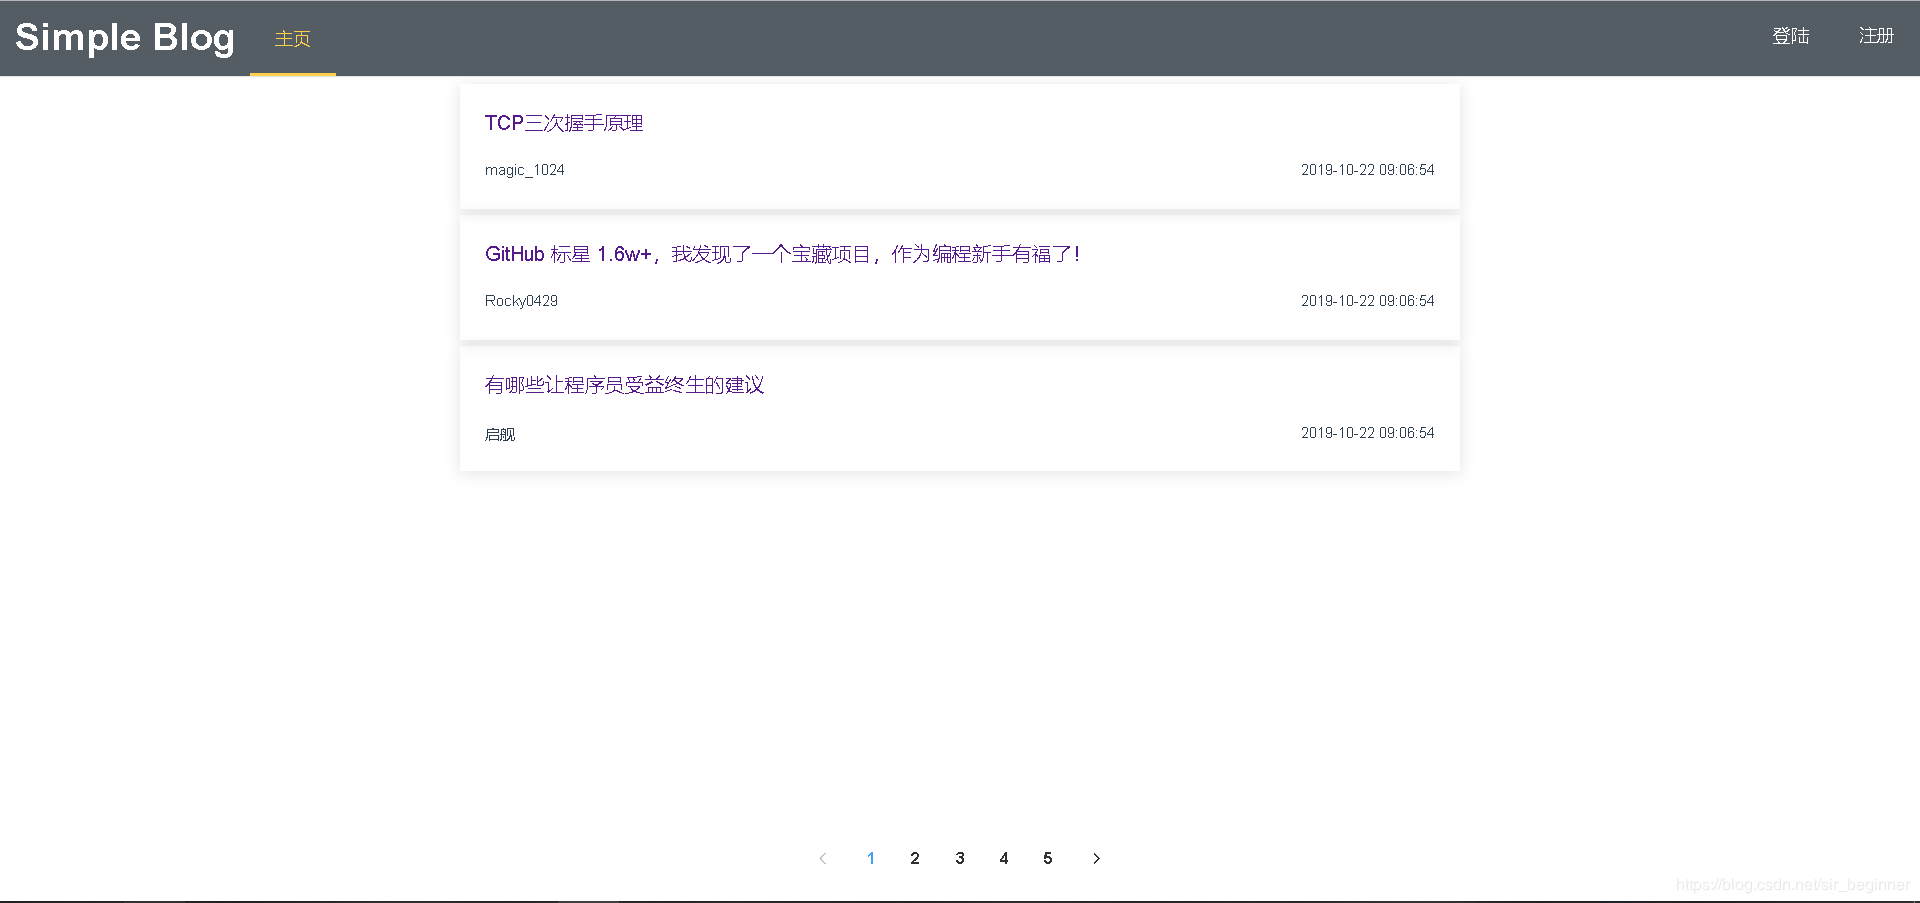 Simple Blog 主页 登陆 注册
TCP三次握手原理
magic_1024 2019-10-22 09:06:54
GitHub 标星 1.6w+，我发现了一个宝藏项目，作为编程新手有福了！
Rocky0429 2019-10-22 09:06:54
有哪些让程序员受益终生的建议
启舰 2019-10-22 09:06:54
1 2 3 4 5
https://blog.csdn.net/sir_beginner